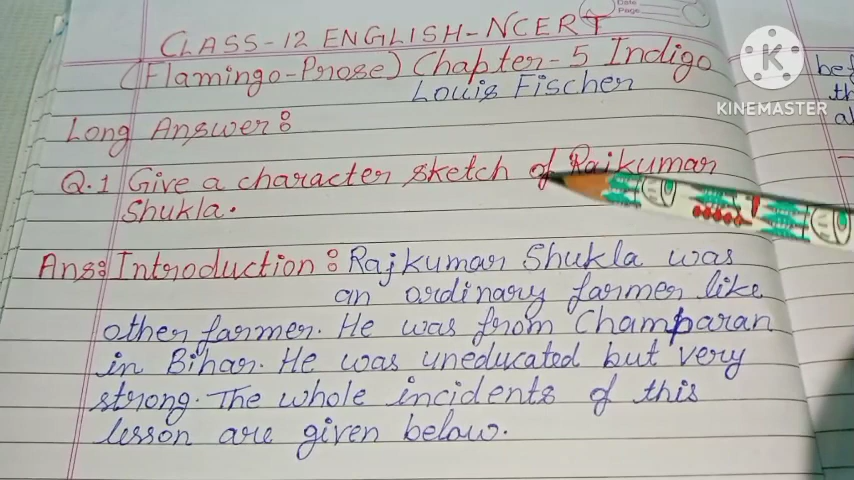 Date
Page
CLASS-12 ENGLISH-NCERT
(Flamingo-Prose) Chapter-5 Indigo
Louis Fischer
Long Answer:
Q.1 Give a character sketch of Rajkumar
Shukla.
Ans: Introduction: Rajkumar Shukla was
an ordinary farmer like
other farmer. He was from Champaran
in Bihar. He was uneducated but very
strong. The whole incidents of this
lesson are given below.
K
KINEMASTER